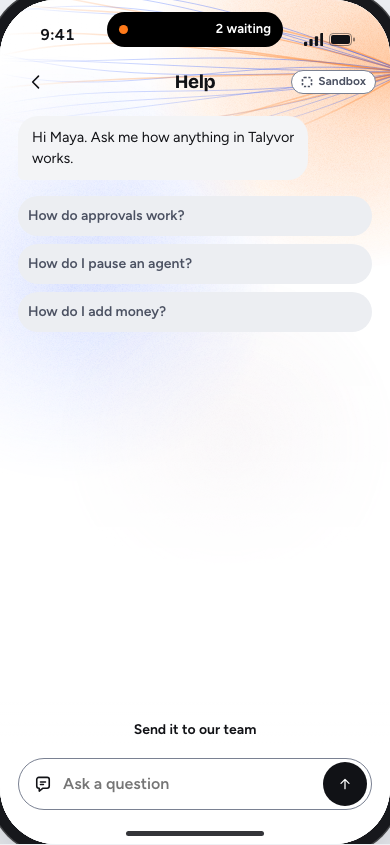 9:41
2 waiting
Help
Sandbox
Hi Maya. Ask me how anything in Talyvor
works.
How do approvals work?
How do I pause an agent?
How do I add money?
Send it to our team
Ask a question